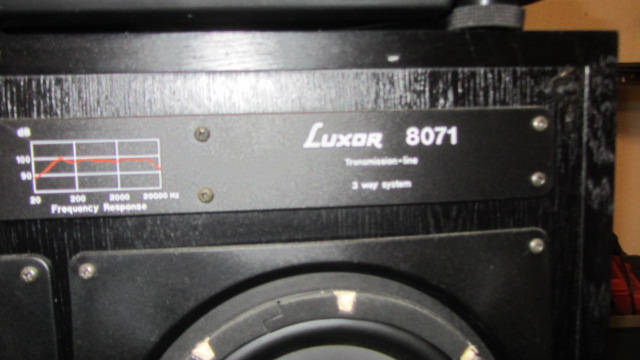 LUXOR 8071
Transmission-line
3 way system
dB
100
90
20 200 2000 20000 Hz
Frequency Response